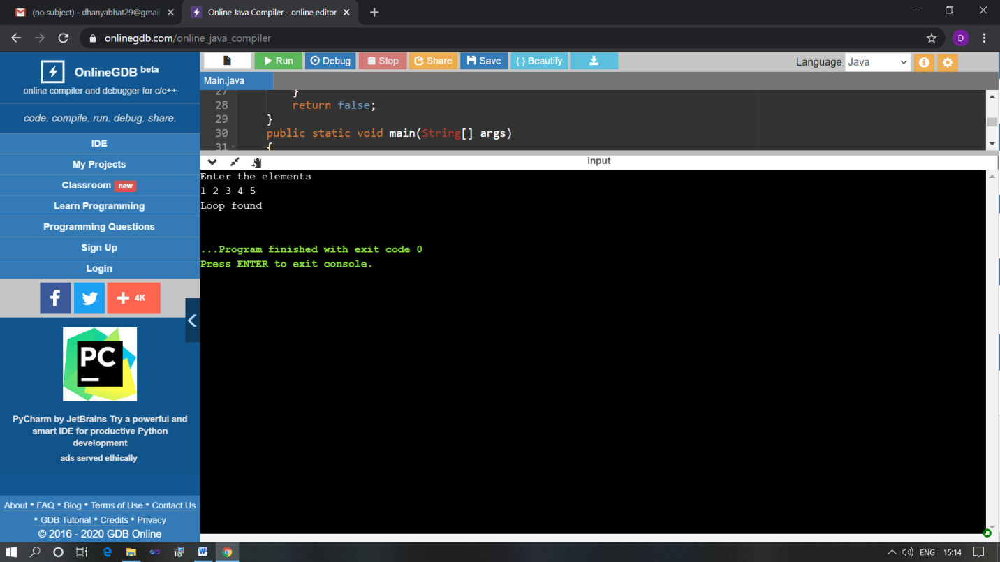 (no subject) - dhanyabhat29@gmail
Online Java Compiler - online editor
onlinegdb.com/online_java_compiler
D
OnlineGDB beta
online compiler and debugger for c/c++
code. compile. run. debug. share.
IDE
My Projects
Classroom new
Learn Programming
Programming Questions
Sign Up
Login
f
+ 4K
PC
PyCharm by JetBrains Try a powerful and
smart IDE for productive Python
development
ads served ethically
About • FAQ • Blog • Terms of Use • Contact Us
• GDB Tutorial • Credits • Privacy
© 2016 - 2020 GDB Online
Run Debug Stop Share Save { } Beautify
Language Java
Main.java
27 }
28 return false;
29 }
30 public static void main(String[] args)
31 {
input
Enter the elements
1 2 3 4 5
Loop found
...Program finished with exit code 0
Press ENTER to exit console.
ENG 15:14